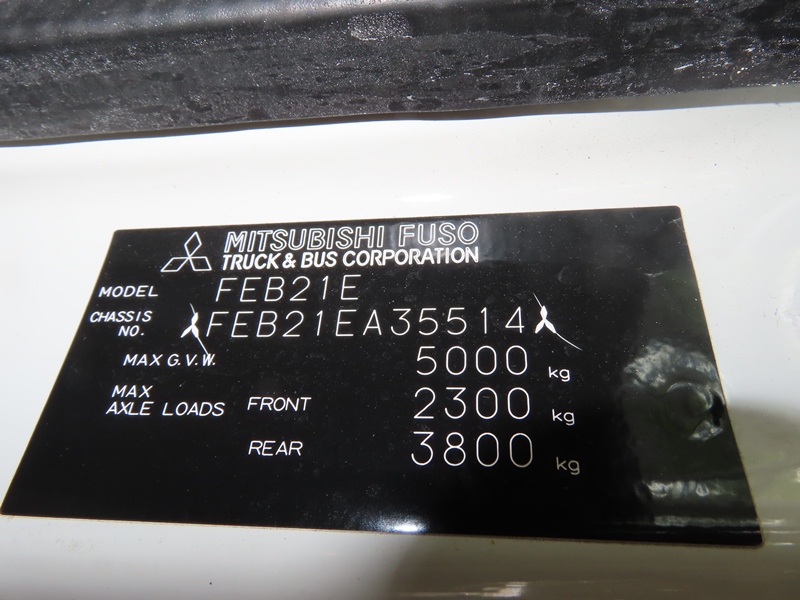 MITSUBISHI FUSO
TRUCK & BUS CORPORATION
MODEL FEB21E
CHASSIS NO. FEB21EA35514
MAX G.V.W. 5000 kg
MAX AXLE LOADS FRONT 2300 kg
REAR 3800 kg